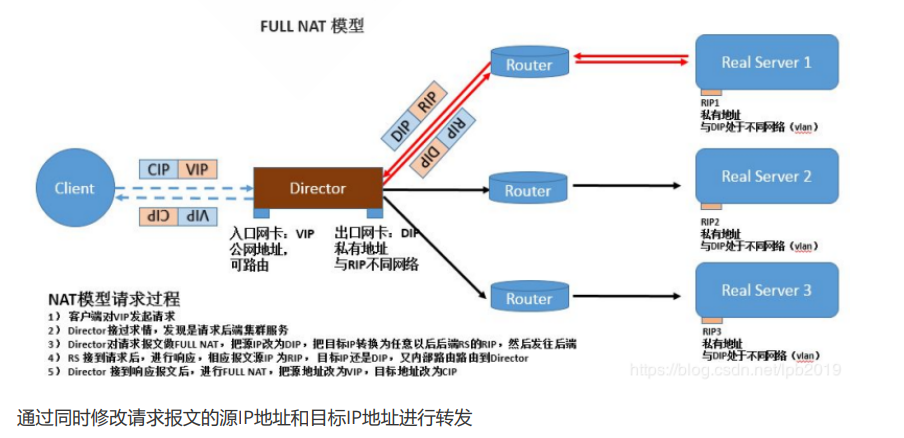 FULL NAT 模型
Router
Real Server 1
RIP1
私有地址
与DIP处于不同网络（vlan）
DIP RIP
RIP DIP
Client
CIP VIP
VIP CIP
Director
入口网卡：VIP
公网地址，
可路由
出口网卡：DIP
私有地址
与RIP不同网络
Router
Real Server 2
RIP2
私有地址
与DIP处于不同网络（vlan）
Router
Real Server 3
RIP3
私有地址
与DIP处于不同网络（vlan）
NAT模型请求过程
1） 客户端对VIP发起请求
2）Director接过求情，发现是请求后端集群服务
3）Director对请求报文做FULL NAT，把源IP改为DIP，把目标IP转换为任意以后后端RS的RIP，然后发往后端
4）RS 接到请求后，进行响应，相应报文源IP 为RIP，目标IP还是DIP，又内部路由路由到Director
5） Director 接到响应报文后，进行FULL NAT，把源地址改为VIP，目标地址改为CIP
https://blog.csdn.net/lpb2019
通过同时修改请求报文的源IP地址和目标IP地址进行转发